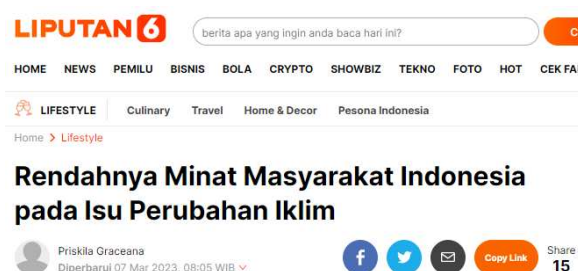 LIPUTAN 6
berita apa yang ingin anda baca hari ini?
HOME NEWS PEMILU BISNIS BOLA CRYPTO SHOWBIZ TEKNO FOTO HOT CEK FA
LIFESTYLE Culinary Travel Home & Decor Pesona Indonesia
Home > Lifestyle
Rendahnya Minat Masyarakat Indonesia
pada Isu Perubahan Iklim
Priskila Graceana
Diperbarui 07 Mar 2023, 08:05 WIB
Copy Link
Share
15